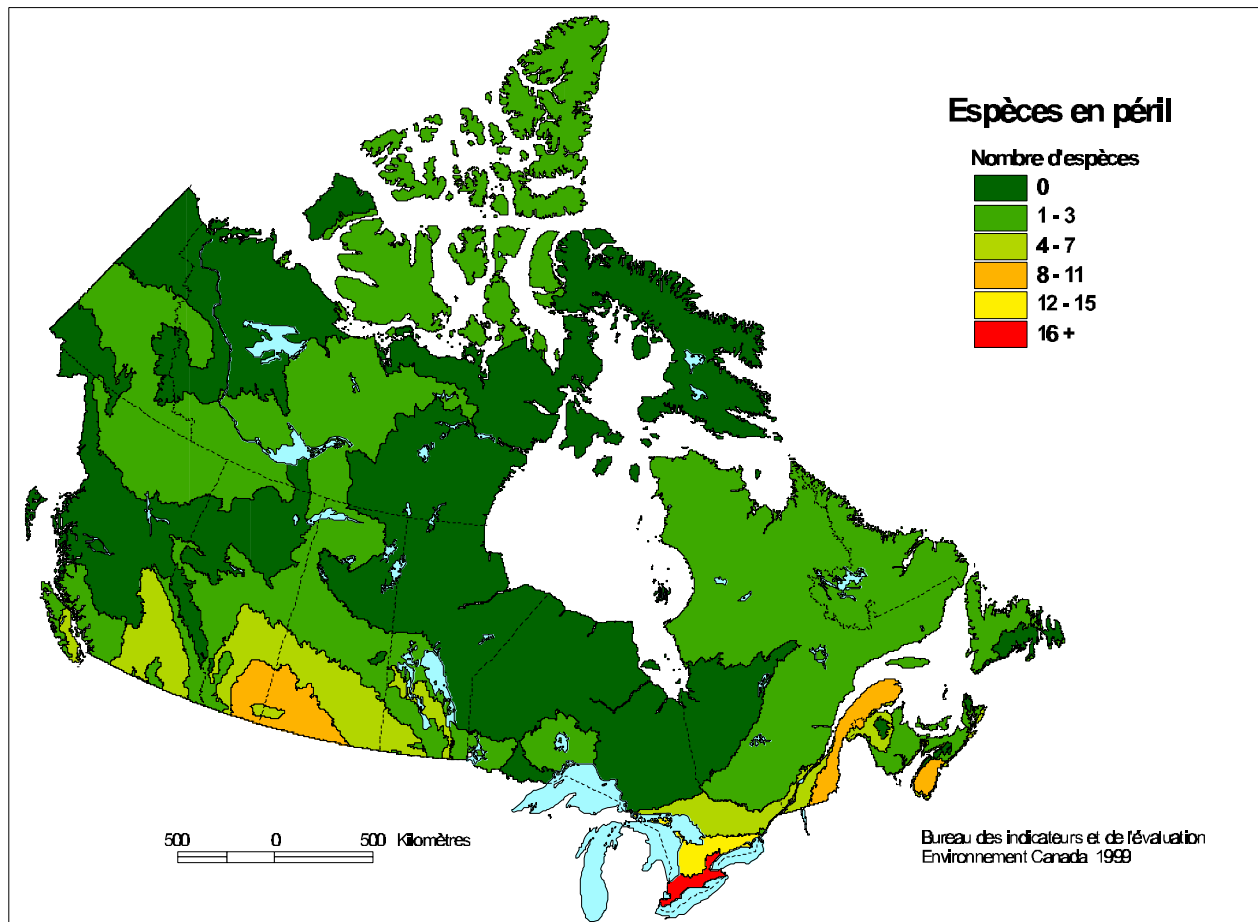 Espèces en péril
Nombre d'espèces
0
1 - 3
4 - 7
8 - 11
12 - 15
16 +
500 0 500 Kilomètres
Bureau des indicateurs et de l'évaluation
Environnement Canada 1999